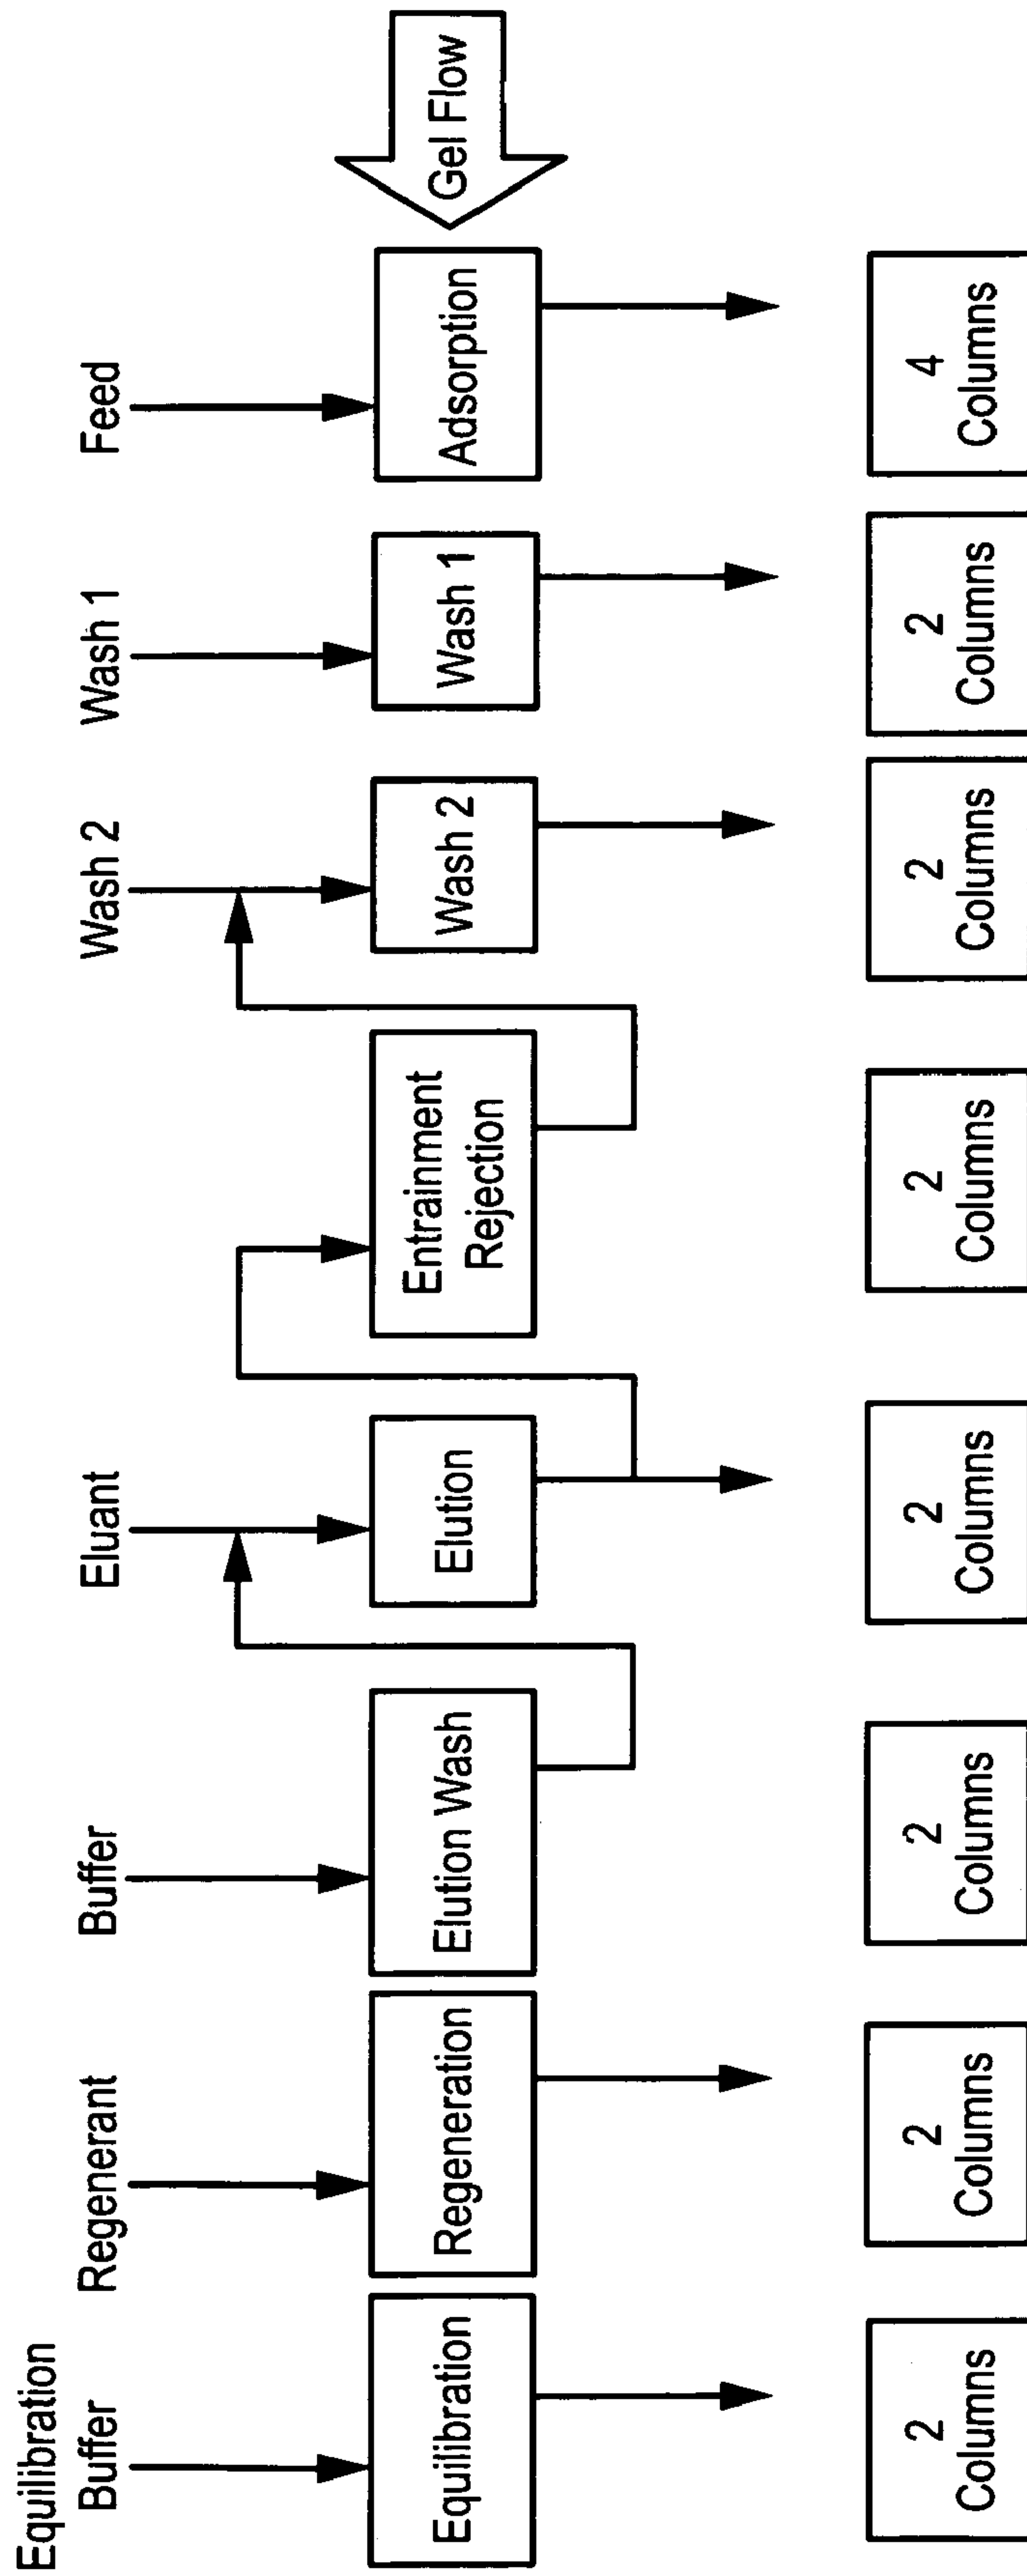 Equilibration
Buffer
Regenerant
Buffer
Eluant
Wash 2
Wash 1
Feed
Equilibration
Regeneration
Elution Wash
Elution
Entrainment
Rejection
Wash 2
Wash 1
Adsorption
Gel Flow
2
Columns
2
Columns
2
Columns
2
Columns
2
Columns
2
Columns
2
Columns
4
Columns